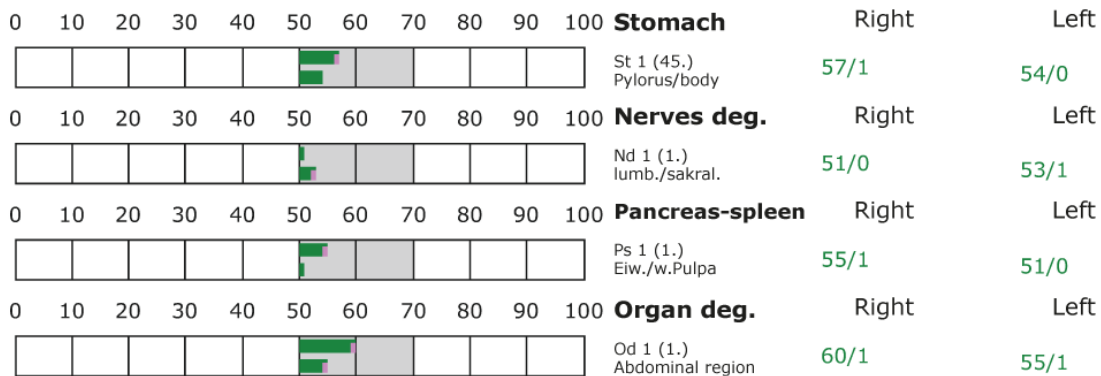 0 10 20 30 40 50 60 70 80 90 100 Stomach Right Left
St 1 (45.) 57/1 54/0
Pylorus/body
0 10 20 30 40 50 60 70 80 90 100 Nerves deg. Right Left
Nd 1 (1.) 51/0 53/1
lumb./sakral.
0 10 20 30 40 50 60 70 80 90 100 Pancreas-spleen Right Left
Ps 1 (1.) 55/1 51/0
Eiw./w.Pulpa
0 10 20 30 40 50 60 70 80 90 100 Organ deg. Right Left
Od 1 (1.) 60/1 55/1
Abdominal region